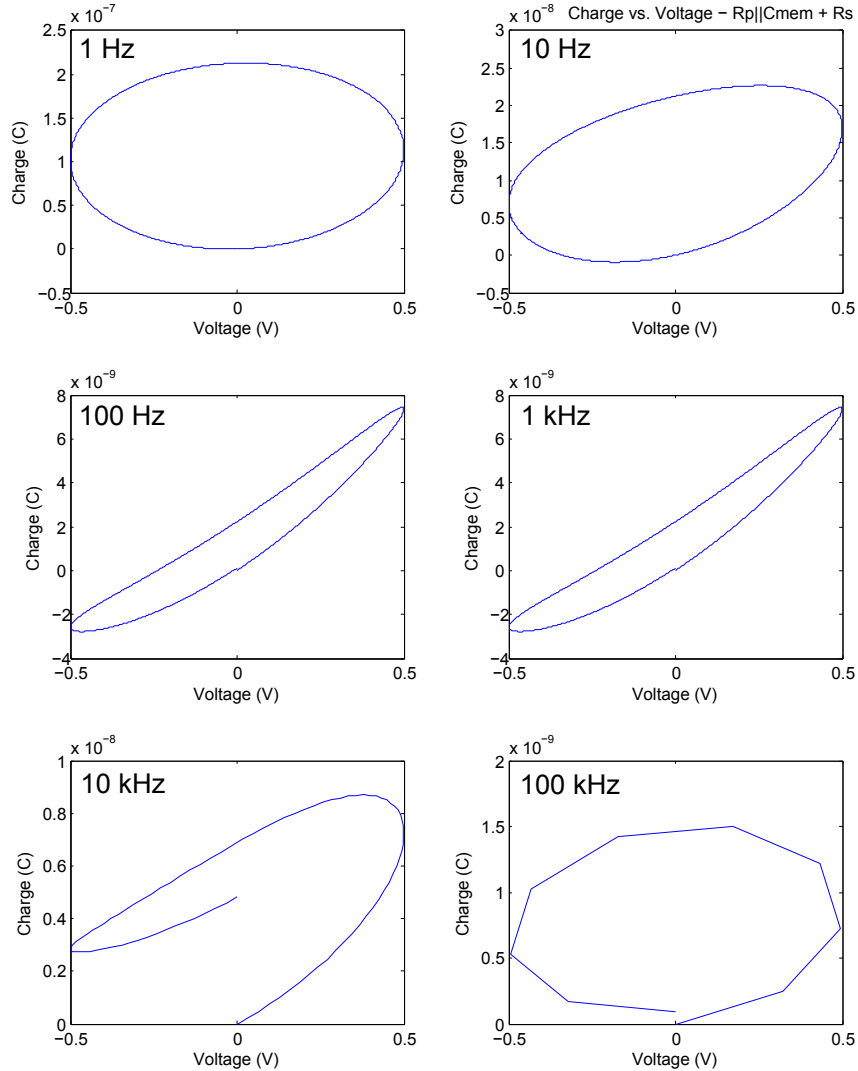 Charge vs. Voltage − Rp||Cmem + Rs
x 10−7
1 Hz
2.5
2
1.5
1
0.5
0
−0.5
Charge (C)
−0.5
0
0.5
Voltage (V)
x 10−8
10 Hz
3
2.5
2
1.5
1
0.5
0
−0.5
Charge (C)
−0.5
0
0.5
Voltage (V)
x 10−9
100 Hz
8
6
4
2
0
−2
−4
Charge (C)
−0.5
0
0.5
Voltage (V)
x 10−9
1 kHz
8
6
4
2
0
−2
−4
Charge (C)
−0.5
0
0.5
Voltage (V)
x 10−8
10 kHz
1
0.8
0.6
0.4
0.2
0
Charge (C)
−0.5
0
0.5
Voltage (V)
x 10−9
100 kHz
2
1.5
1
0.5
0
Charge (C)
−0.5
0
0.5
Voltage (V)